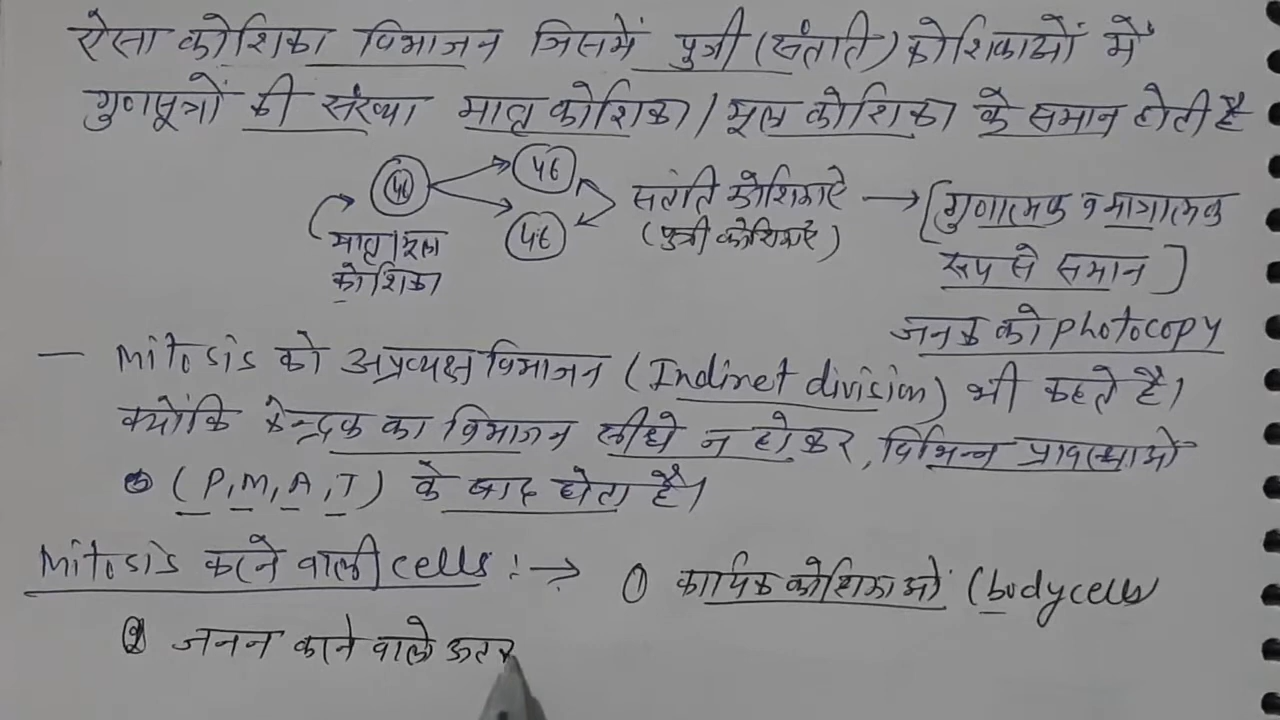 ऐसा कोशिका विभाजन जिसमें पुत्री (संतति) कोशिकाओं में
गुणसूत्रों की संख्या मातृ कोशिका / मूल कोशिका के समान होती है
46 → 46
46
मातृ / मूल
कोशिका
संतति कोशिकाऐं
(पुत्री कोशिकाऐं)
→ [गुणात्मक व मात्रात्मक
रूप से समान]
जनक को photocopy
— Mitosis को अप्रत्यक्ष विभाजन (Indirect division) भी कहते है।
क्योंकि केन्द्रक का विभाजन सीधे न होकर, विभिन्न प्रावस्थाओ
(P, M, A, T) के बाद होता है।
Mitosis करने वाली cells :→ ① कायिक कोशिकाओं (bodycells
② जनन करने वाले ऊत